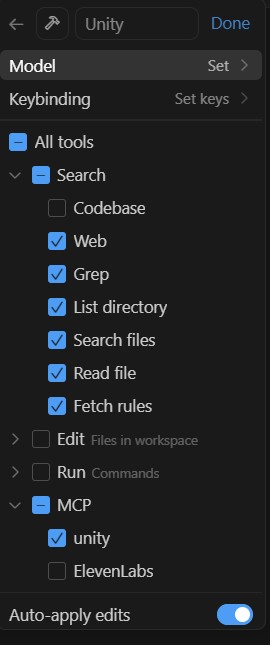 Unity Done
Model Set
Keybinding Set keys
All tools
Search
Codebase
Web
Grep
List directory
Search files
Read file
Fetch rules
Edit Files in workspace
Run Commands
MCP
unity
ElevenLabs
Auto-apply edits